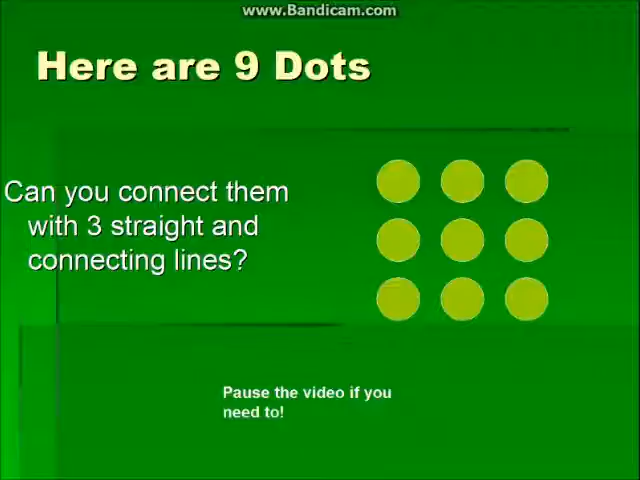 www.Bandicam.com
Here are 9 Dots
Can you connect them
with 3 straight and
connecting lines?
Pause the video if you
need to!